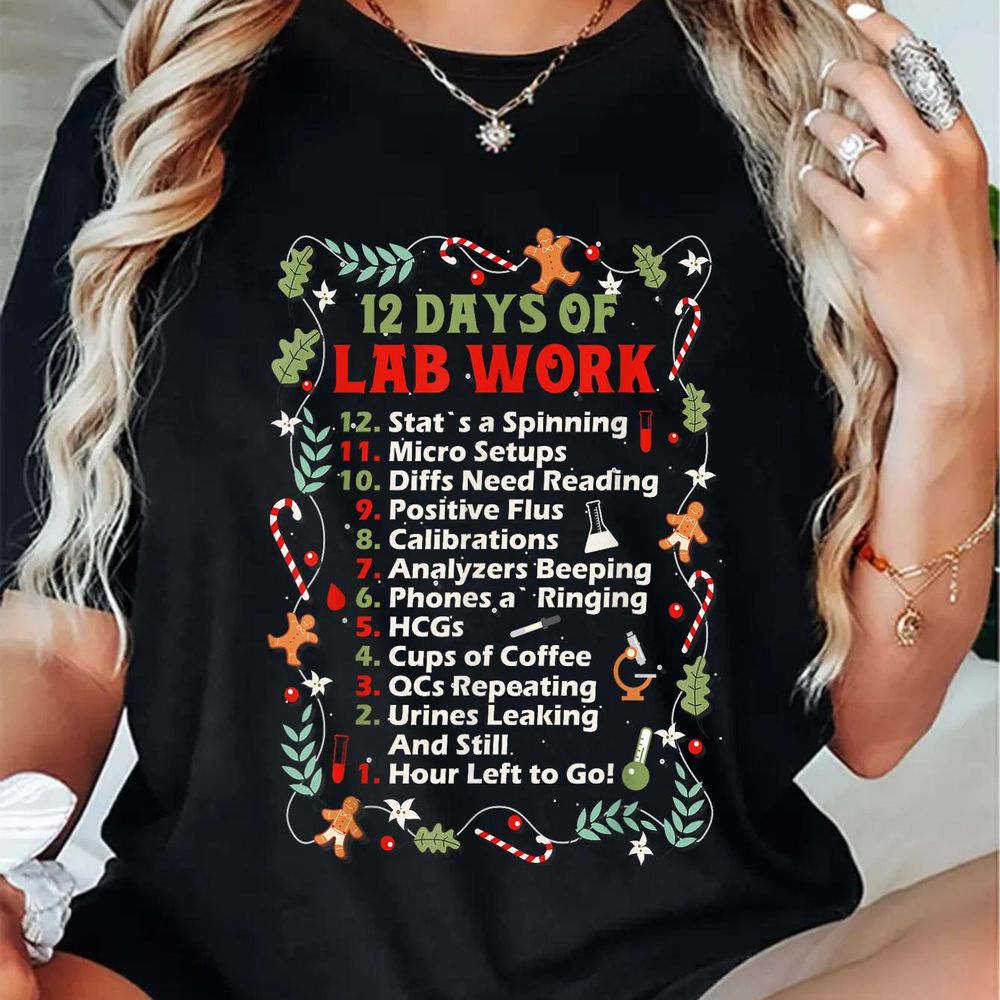 12 DAYS OF
LAB WORK
12. Stat`s a Spinning
11. Micro Setups
10. Diffs Need Reading
9. Positive Flus
8. Calibrations
7. Analyzers Beeping
6. Phones a` Ringing
5. HCGs
4. Cups of Coffee
3. QCs Repeating
2. Urines Leaking
And Still
1. Hour Left to Go!